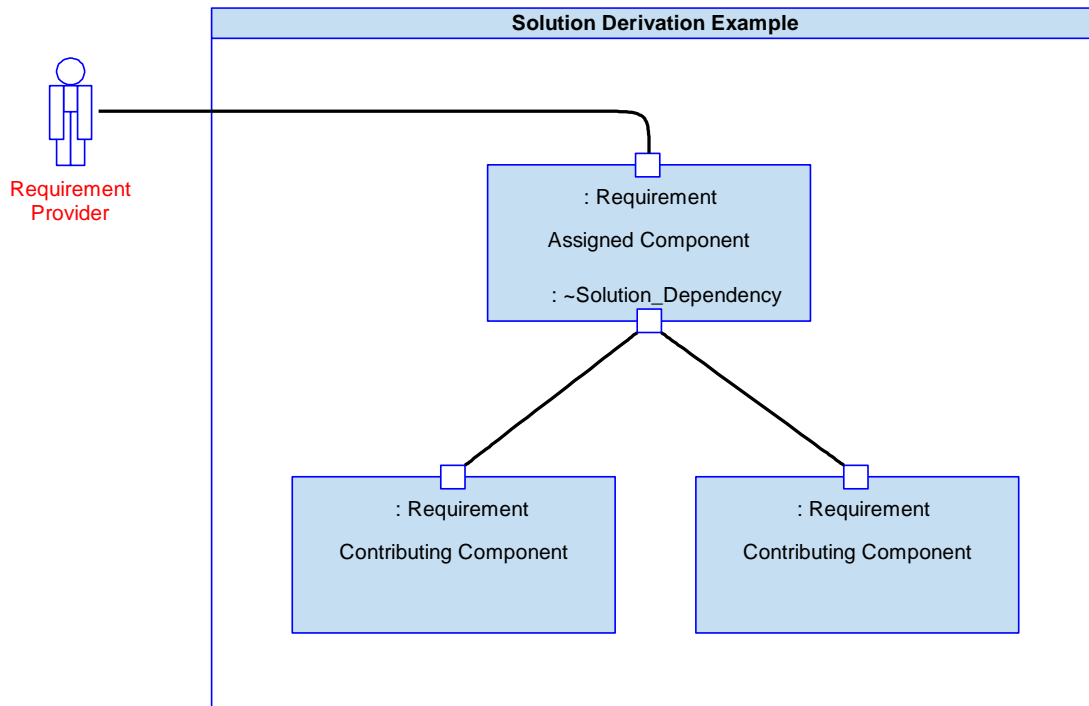 Solution Derivation Example
Requirement
Provider
: Requirement
Assigned Component
: ~Solution_Dependency
: Requirement
Contributing Component
: Requirement
Contributing Component